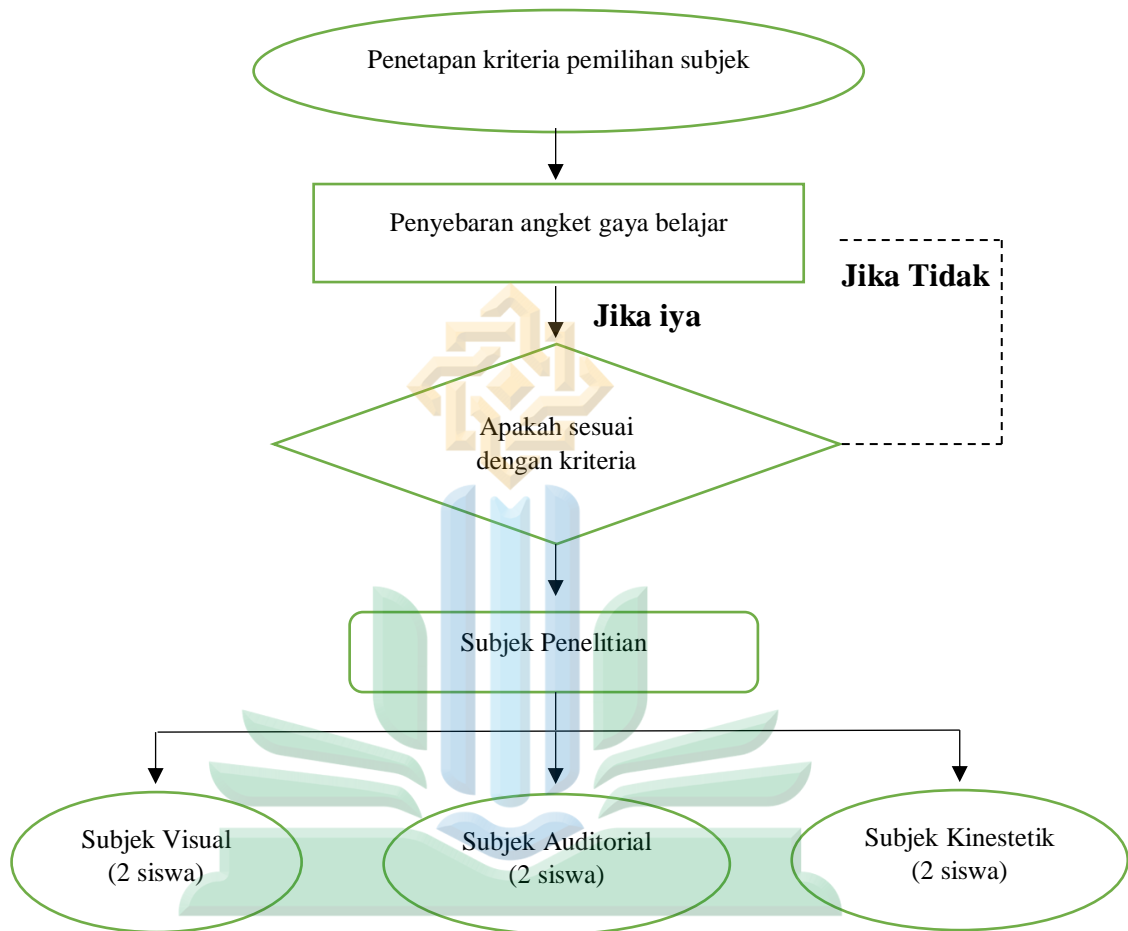 Penetapan kriteria pemilihan subjek
Penyebaran angket gaya belajar
Jika Tidak
Jika iya
Apakah sesuai
dengan kriteria
Subjek Penelitian
Subjek Visual
(2 siswa)
Subjek Auditorial
(2 siswa)
Subjek Kinestetik
(2 siswa)